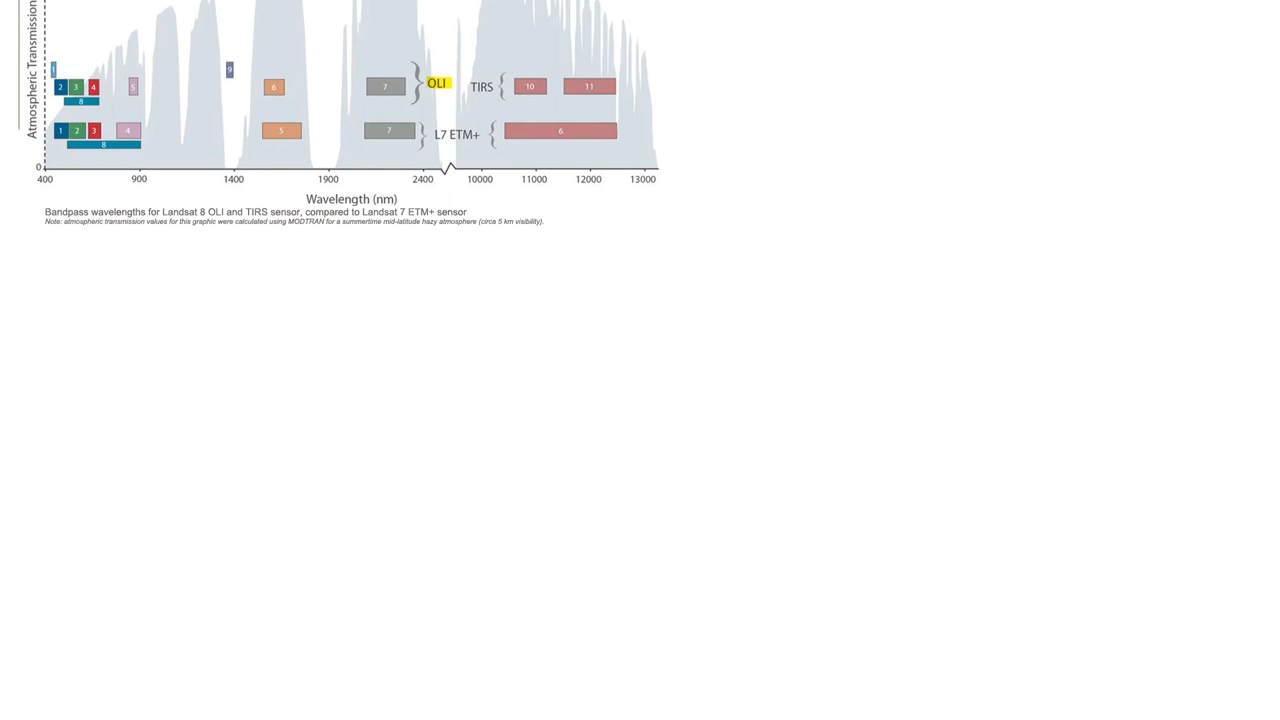 Atmospheric Transmission
1
9
2 3 4 5 6 7 OLI TIRS 10 11
8
1 2 3 4 5 7 L7 ETM+ 6
8
0
400 900 1400 1900 2400 10000 11000 12000 13000
Wavelength (nm)
Bandpass wavelengths for Landsat 8 OLI and TIRS sensor, compared to Landsat 7 ETM+ sensor
Note: atmospheric transmission values for this graphic were calculated using MODTRAN for a summertime mid-latitude hazy atmosphere (circa 5 km visibility).